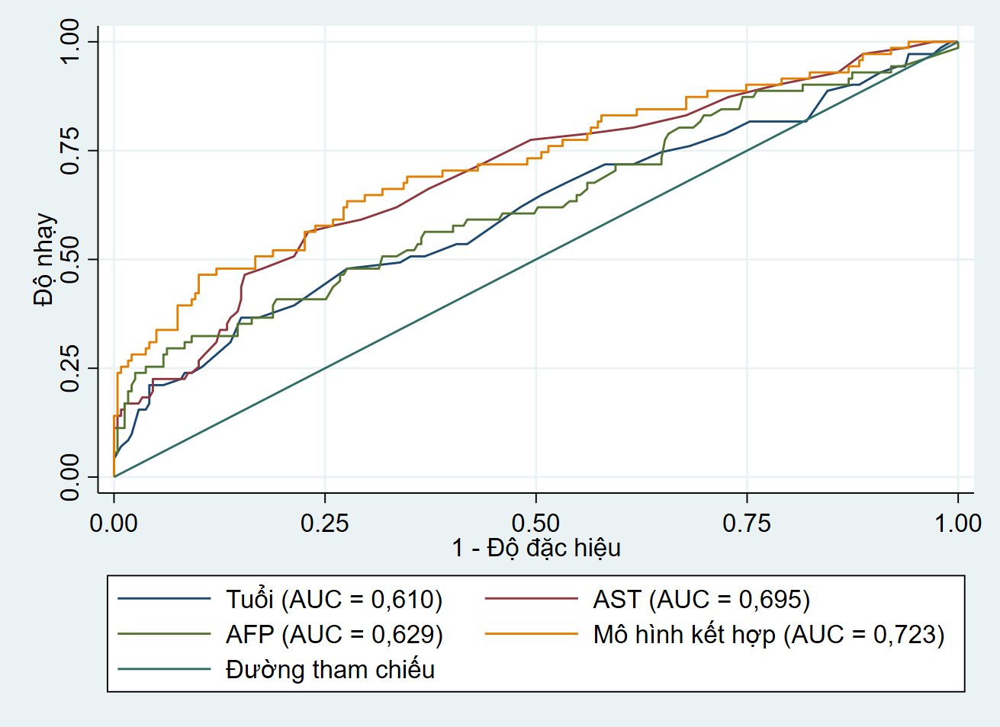 1.00
0.75
0.50
0.25
0.00
Độ nhạy
0.00 0.25 0.50 0.75 1.00
1 - Độ đặc hiệu
Tuổi (AUC = 0,610) AST (AUC = 0,695)
AFP (AUC = 0,629) Mô hình kết hợp (AUC = 0,723)
Đường tham chiếu